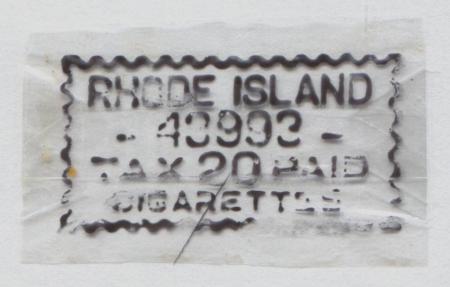 RHODE ISLAND
- 43993 -
TAX 20 PAID
CIGARETTES